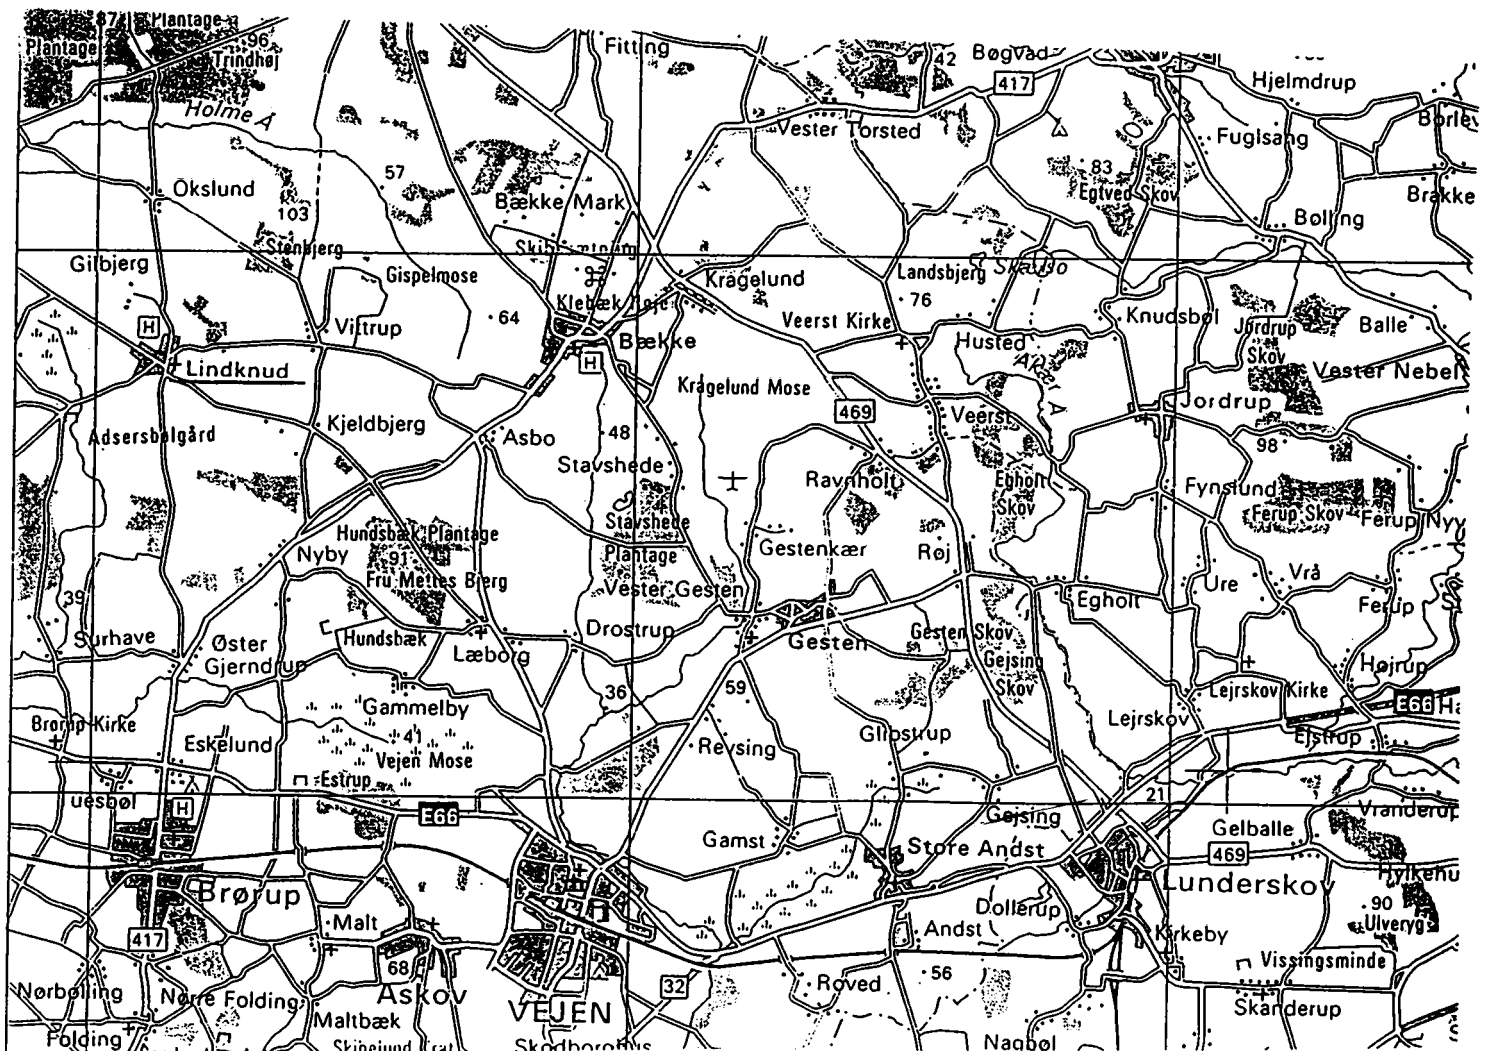 87
Plantage
96
Plantage
Trindhøj
Fitting
42
Bøgvad
417
Hjelmdrup
Holme Å
Vester Torsted
Fuglsang
57
83
Økslund
103
Bække Mark
Egtved Skov
Bølling
Stenbjerg
Gilbjerg
Gispelmose
Kragelund
Landsbjerg
76
Klebæk Høje
64
H
Vittrup
Veerst Kirke
Knudsbøl
Jordrup
Skov
Balle
Husted
Bække
H
Lindknud
Åkær Å
Vester Nebel
Kragelund Mose
469
Jordrup
Veerst
Kjeldbjerg
Adsersbølgård
Asbo
48
98
Stavshede
Ravnholt
Egholt
Skov
Fynslund
Ferup Skov
Stavshede
Plantage
30
Hundsbæk Plantage
91
Nyby
Gestenkær
Røj
Fru Mettes Bjerg
Vester Gesten
Vrå
Ure
Egholt
Ferup
39
Surhave
Øster
Gjerndrup
Hundsbæk
Læborg
Drostrup
Gesten
Gesten Skov
Gejsing
Skov
Højrup
Lejrskov Kirke
36
59
E66
Gammelby
Lejrskov
Brørup Kirke
Eskelund
41
Vejen Mose
Revsing
Glibstrup
Ejstrup
Estrup
21
H
E66
Gejsing
Vranderup
Gamst
Store Andst
Gelballe
469
Brørup
Lunderskov
90
Ulveryg
Malt
Dollerup
Andst
Kirkeby
417
68
Vissingsminde
Nørbølling
Nørre Folding
Askov
VEJEN
32
Roved
56
Skanderup
Maltbæk
Folding
Nagbøl